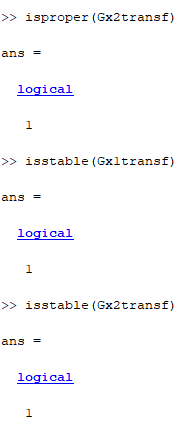 >> isproper(Gx2transf)
ans =
logical
1
>> isstable(Gx1transf)
ans =
logical
1
>> isstable(Gx2transf)
ans =
logical
1